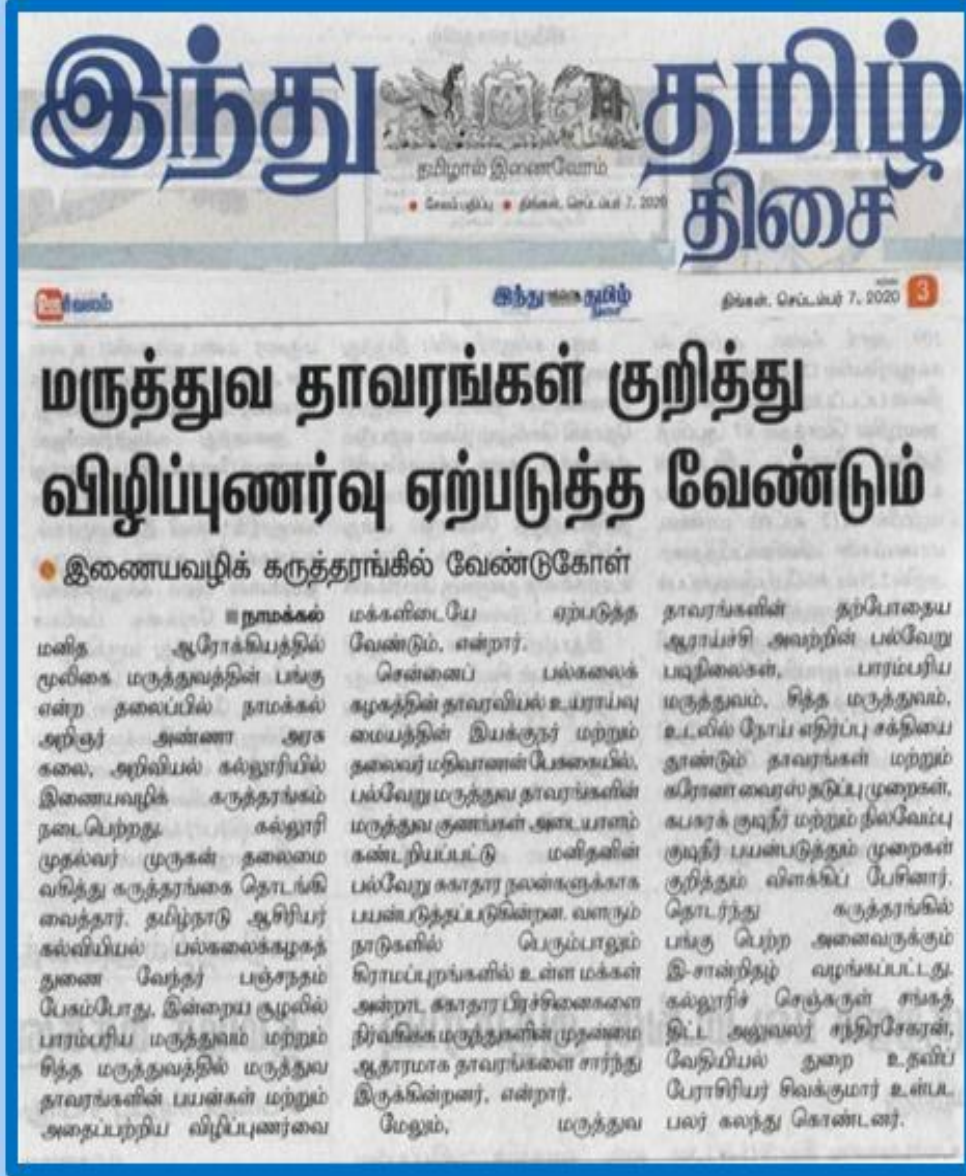 இந்து தமிழ்
திசை
தமிழால் இணைவோம்
• சேலம் பதிப்பு • திங்கள், செப்டம்பர் 7, 2020
இந்து தமிழ் திசை
திங்கள், செப்டம்பர் 7, 2020 3
மருத்துவ தாவரங்கள் குறித்து
விழிப்புணர்வு ஏற்படுத்த வேண்டும்
• இணையவழிக் கருத்தரங்கில் வேண்டுகோள்
■ நாமக்கல்
மனித ஆரோக்கியத்தில்
மூலிகை மருத்துவத்தின் பங்கு
என்ற தலைப்பில் நாமக்கல்
அறிஞர் அண்ணா அரசு
கலை, அறிவியல் கல்லூரியில்
இணையவழிக் கருத்தரங்கம்
நடைபெற்றது. கல்லூரி
முதல்வர் முருகன் தலைமை
வகித்து கருத்தரங்கை தொடங்கி
வைத்தார். தமிழ்நாடு ஆசிரியர்
கல்வியியல் பல்கலைக்கழகத்
துணை வேந்தர் பஞ்சநதம்
பேசும்போது, இன்றைய சூழலில்
பாரம்பரிய மருத்துவம் மற்றும்
சித்த மருத்துவத்தில் மருத்துவ
தாவரங்களின் பயன்கள் மற்றும்
அதைப்பற்றிய விழிப்புணர்வை
மக்களிடையே ஏற்படுத்த
வேண்டும், என்றார்.
சென்னைப் பல்கலைக்
கழகத்தின் தாவரவியல் உயராய்வு
மையத்தின் இயக்குநர் மற்றும்
தலைவர் மதிவாணன் பேசுகையில்,
பல்வேறு மருத்துவ தாவரங்களின்
மருத்துவ குணங்கள் அடையாளம்
கண்டறியப்பட்டு மனிதனின்
பல்வேறு சுகாதார நலன்களுக்காக
பயன்படுத்தப்படுகின்றன. வளரும்
நாடுகளில் பெரும்பாலும்
கிராமப்புறங்களில் உள்ள மக்கள்
அன்றாட சுகாதார பிரச்சினைகளை
நிர்வகிக்க மருந்துகளின் முதன்மை
ஆதாரமாக தாவரங்களை சார்ந்து
இருக்கின்றனர், என்றார்.
மேலும், மருத்துவ
தாவரங்களின் தற்போதைய
ஆராய்ச்சி அவற்றின் பல்வேறு
படிநிலைகள், பாரம்பரிய
மருத்துவம், சித்த மருத்துவம்,
உடலில் நோய் எதிர்ப்பு சக்தியை
தூண்டும் தாவரங்கள் மற்றும்
கரோனா வைரஸ் தடுப்பு முறைகள்,
கபசுரக் குடிநீர் மற்றும் நிலவேம்பு
குடிநீர் பயன்படுத்தும் முறைகள்
குறித்தும் விளக்கிப் பேசினார்.
தொடர்ந்து கருத்தரங்கில்
பங்கு பெற்ற அனைவருக்கும்
இ-சான்றிதழ் வழங்கப்பட்டது.
கல்லூரிச் செஞ்சுருள் சங்கத்
திட்ட அலுவலர் சந்திரசேகரன்,
வேதியியல் துறை உதவிப்
பேராசிரியர் சிவக்குமார் உள்பட
பலர் கலந்து கொண்டனர்.